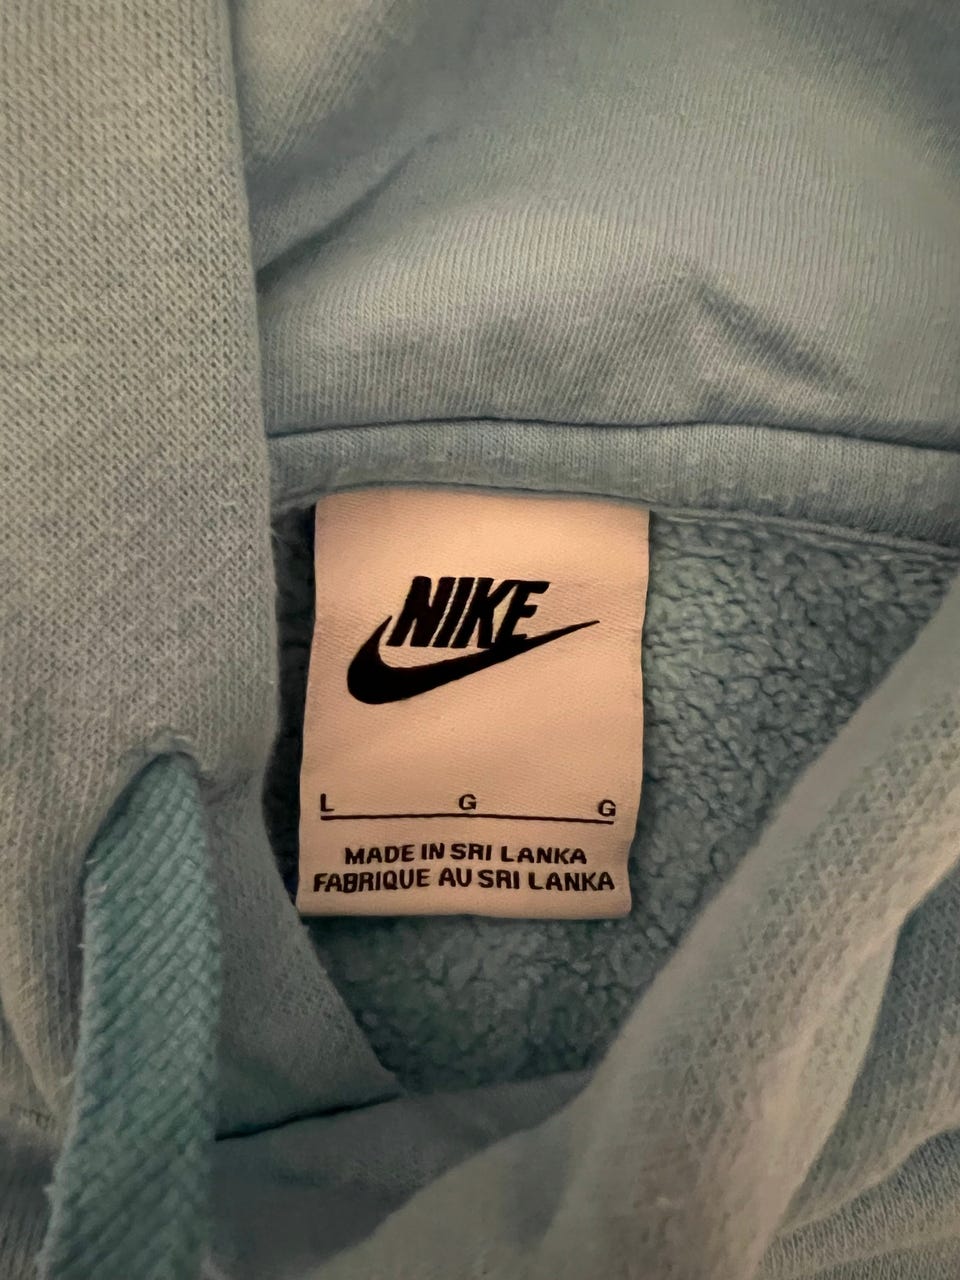 NIKE
L G G
MADE IN SRI LANKA
FABRIQUE AU SRI LANKA